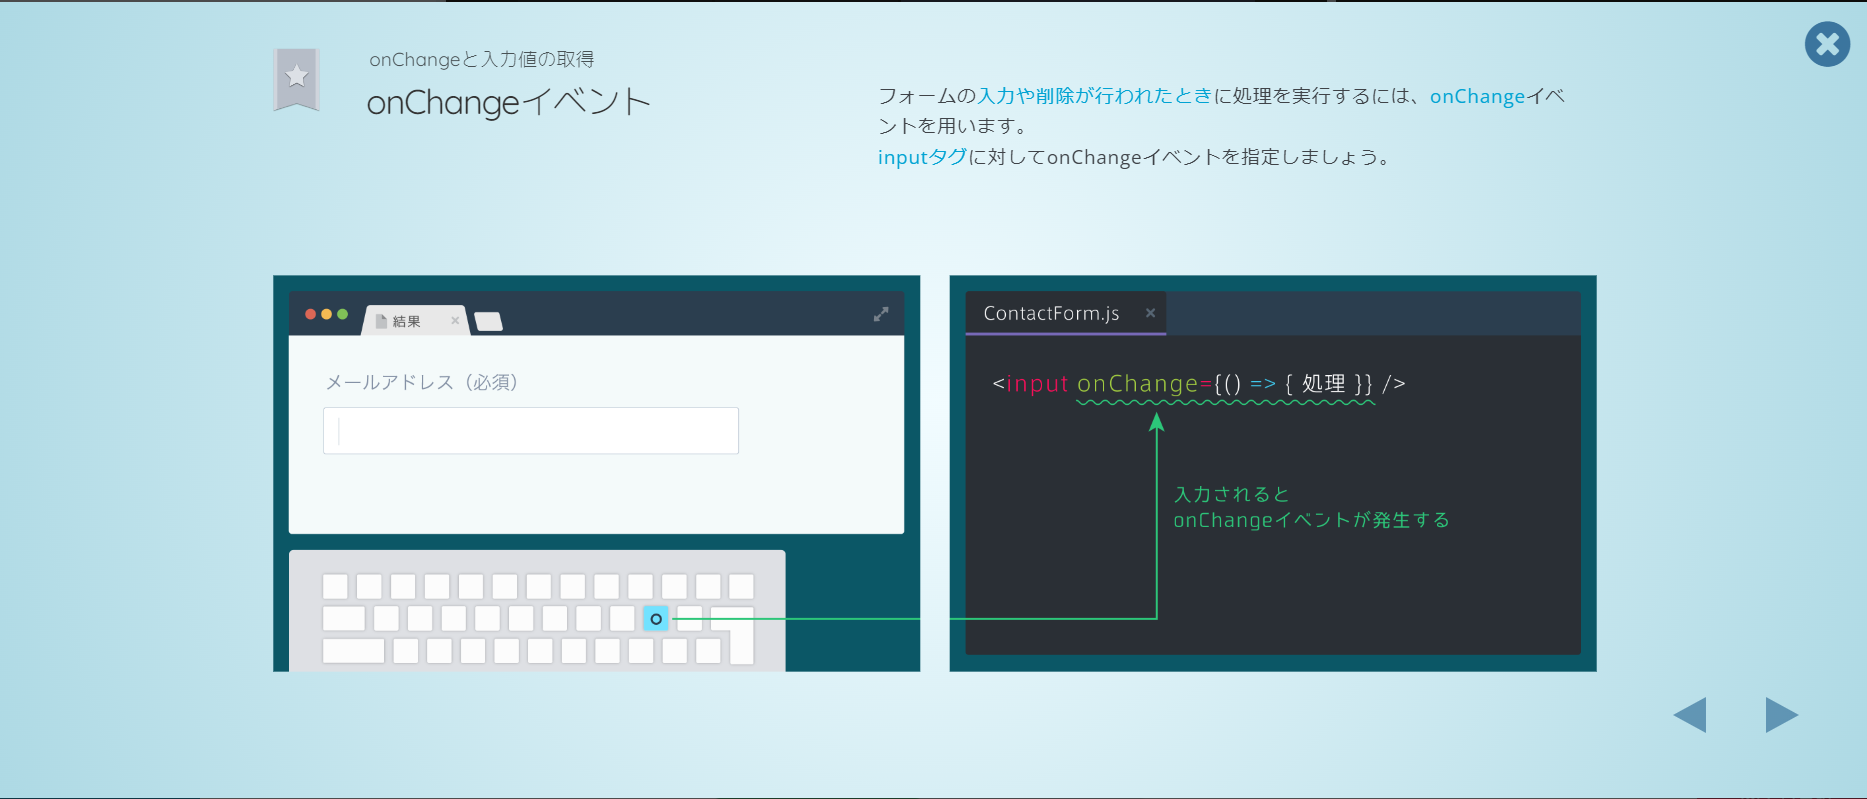 onChangeと入力値の取得
onChangeイベント
フォームの入力や削除が行われたときに処理を実行するには、onChangeイベ
ントを用います。
inputタグに対してonChangeイベントを指定しましょう。
結果
メールアドレス（必須）
o
ContactForm.js
<input onChange={() => { 処理 }} />
入力されると
onChangeイベントが発生する